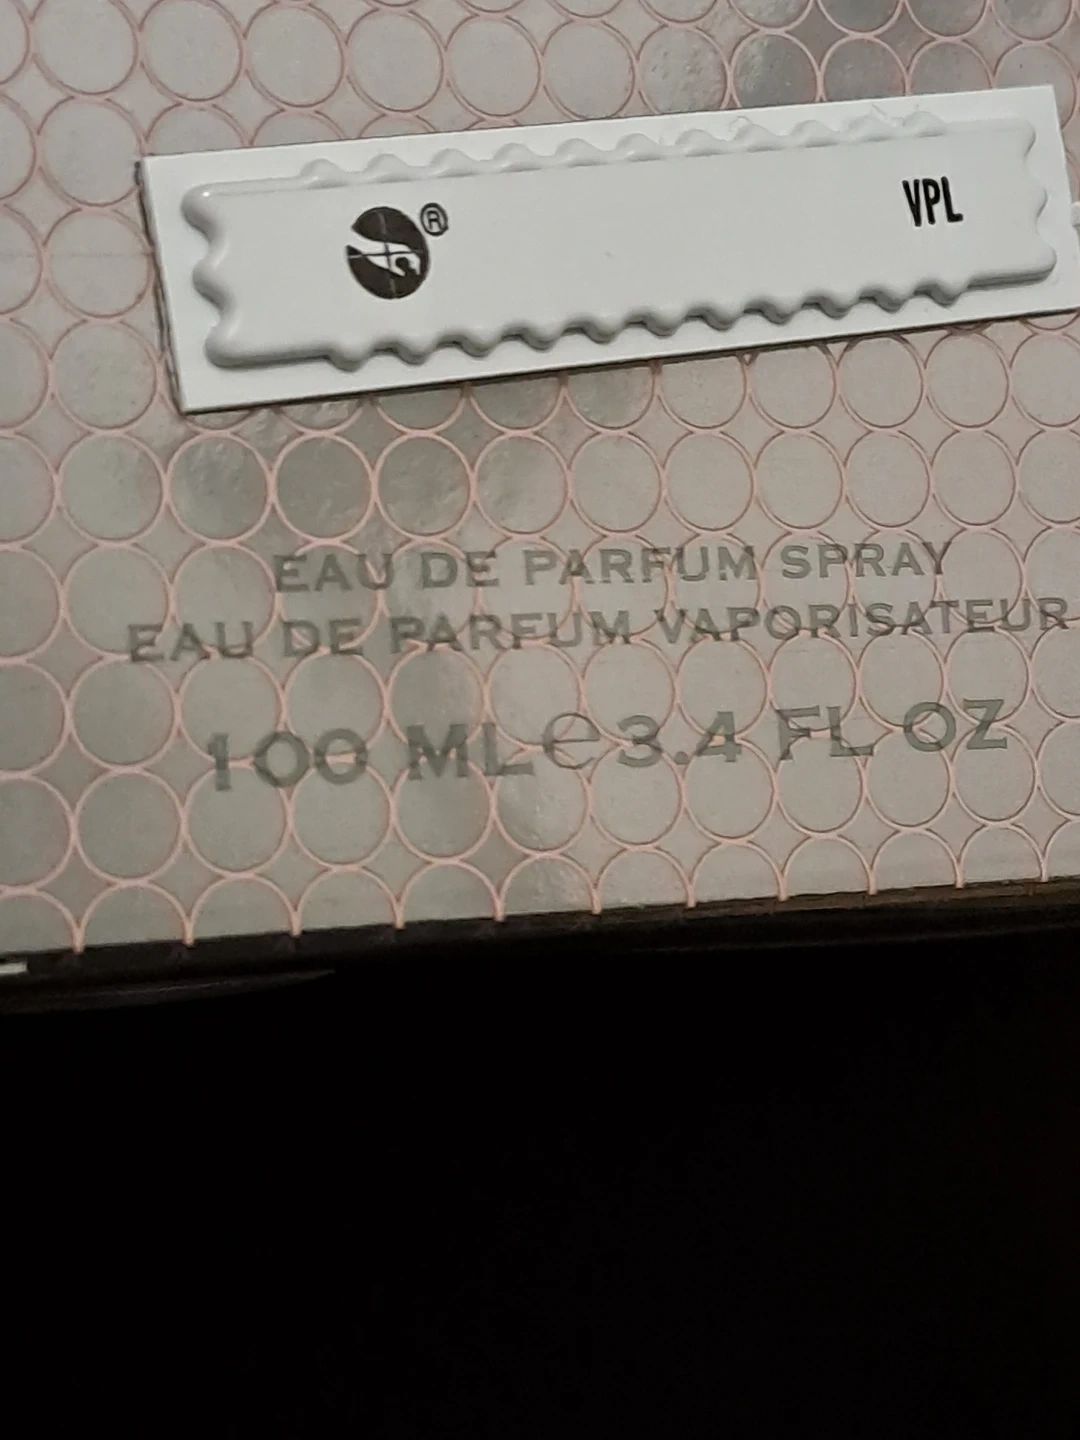 ® VPL
EAU DE PARFUM SPRAY
EAU DE PARFUM VAPORISATEUR
100 ML ℮ 3.4 FL OZ